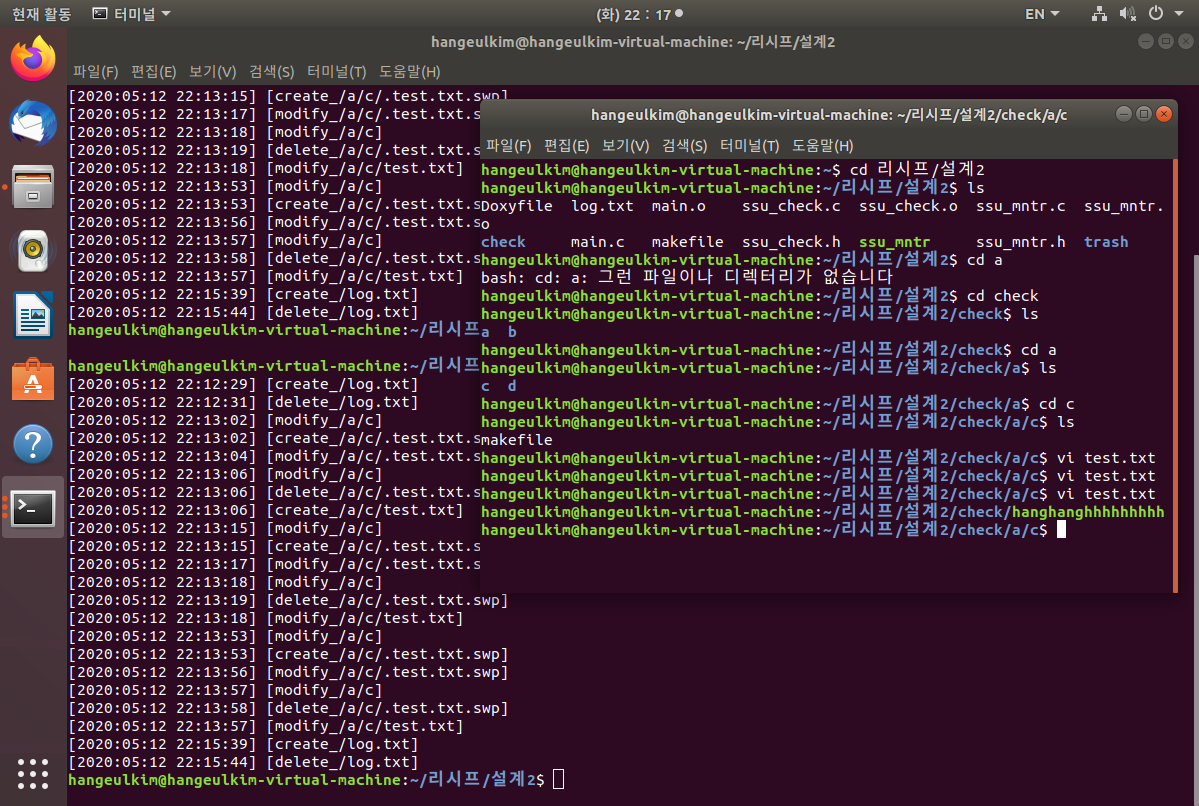 현재 활동 터미널 (화) 22 : 17 EN
hangeulkim@hangeulkim-virtual-machine: ~/리시프/설계2
파일(F) 편집(E) 보기(V) 검색(S) 터미널(T) 도움말(H)
[2020:05:12 22:13:15] [create_/a/c/.test.txt.swp]
[2020:05:12 22:13:17] [modify_/a/c/.test.txt.s
[2020:05:12 22:13:18] [modify_/a/c]
[2020:05:12 22:13:19] [delete_/a/c/.test.txt.s
[2020:05:12 22:13:18] [modify_/a/c/test.txt]
[2020:05:12 22:13:53] [modify_/a/c]
[2020:05:12 22:13:53] [create_/a/c/.test.txt.s
[2020:05:12 22:13:56] [modify_/a/c/.test.txt.s
[2020:05:12 22:13:57] [modify_/a/c]
[2020:05:12 22:13:58] [delete_/a/c/.test.txt.s
[2020:05:12 22:13:57] [modify_/a/c/test.txt]
[2020:05:12 22:15:39] [create_/log.txt]
[2020:05:12 22:15:44] [delete_/log.txt]
hangeulkim@hangeulkim-virtual-machine:~/리시프
hangeulkim@hangeulkim-virtual-machine:~/리시프
[2020:05:12 22:12:29] [create_/log.txt]
[2020:05:12 22:12:31] [delete_/log.txt]
[2020:05:12 22:13:02] [modify_/a/c]
[2020:05:12 22:13:02] [create_/a/c/.test.txt.s
[2020:05:12 22:13:04] [modify_/a/c/.test.txt.s
[2020:05:12 22:13:06] [modify_/a/c]
[2020:05:12 22:13:06] [delete_/a/c/.test.txt.s
[2020:05:12 22:13:06] [create_/a/c/test.txt]
[2020:05:12 22:13:15] [modify_/a/c]
[2020:05:12 22:13:15] [create_/a/c/.test.txt.s
[2020:05:12 22:13:17] [modify_/a/c/.test.txt.s
[2020:05:12 22:13:18] [modify_/a/c]
[2020:05:12 22:13:19] [delete_/a/c/.test.txt.swp]
[2020:05:12 22:13:18] [modify_/a/c/test.txt]
[2020:05:12 22:13:53] [modify_/a/c]
[2020:05:12 22:13:53] [create_/a/c/.test.txt.swp]
[2020:05:12 22:13:56] [modify_/a/c/.test.txt.swp]
[2020:05:12 22:13:57] [modify_/a/c]
[2020:05:12 22:13:58] [delete_/a/c/.test.txt.swp]
[2020:05:12 22:13:57] [modify_/a/c/test.txt]
[2020:05:12 22:15:39] [create_/log.txt]
[2020:05:12 22:15:44] [delete_/log.txt]
hangeulkim@hangeulkim-virtual-machine:~/리시프/설계2$
hangeulkim@hangeulkim-virtual-machine: ~/리시프/설계2/check/a/c
파일(F) 편집(E) 보기(V) 검색(S) 터미널(T) 도움말(H)
hangeulkim@hangeulkim-virtual-machine:~$ cd 리시프/설계2
hangeulkim@hangeulkim-virtual-machine:~/리시프/설계2$ ls
Doxyfile log.txt main.o ssu_check.c ssu_check.o ssu_mntr.c ssu_mntr.
o
check main.c makefile ssu_check.h ssu_mntr ssu_mntr.h trash
hangeulkim@hangeulkim-virtual-machine:~/리시프/설계2$ cd a
bash: cd: a: 그런 파일이나 디렉터리가 없습니다
hangeulkim@hangeulkim-virtual-machine:~/리시프/설계2$ cd check
hangeulkim@hangeulkim-virtual-machine:~/리시프/설계2/check$ ls
a b
hangeulkim@hangeulkim-virtual-machine:~/리시프/설계2/check$ cd a
hangeulkim@hangeulkim-virtual-machine:~/리시프/설계2/check/a$ ls
c d
hangeulkim@hangeulkim-virtual-machine:~/리시프/설계2/check/a$ cd c
hangeulkim@hangeulkim-virtual-machine:~/리시프/설계2/check/a/c$ ls
makefile
hangeulkim@hangeulkim-virtual-machine:~/리시프/설계2/check/a/c$ vi test.txt
hangeulkim@hangeulkim-virtual-machine:~/리시프/설계2/check/a/c$ vi test.txt
hangeulkim@hangeulkim-virtual-machine:~/리시프/설계2/check/a/c$ vi test.txt
hangeulkim@hangeulkim-virtual-machine:~/리시프/설계2/check/hanghanghhhhhhhhh
hangeulkim@hangeulkim-virtual-machine:~/리시프/설계2/check/a/c$